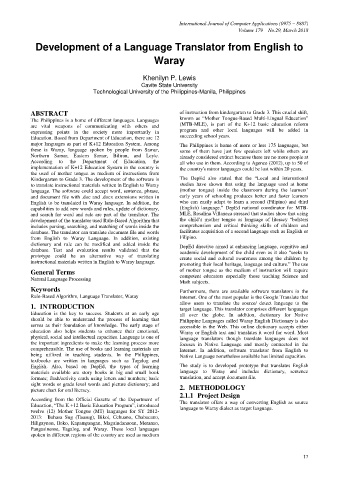 International Journal of Computer Applications (0975 – 8887)
Volume 179 – No.29, March 2018
Development of a Language Translator from English to
Waray
Khenilyn P. Lewis
Cavite State University
Technological University of the Philippines-Manila, Philippines
ABSTRACT
The Philippines is a home of different languages. Languages
are vital weapons of communicating with others and
expressing points in the society most importantly in
Education. Based from Department of Education, there are 12
major languages as part of K+12 Education System. Among
these is Waray, language spoken by people from Samar,
Northern Samar, Eastern Samar, Biliran, and Leyte.
According to the Department of Education, the
implementation of K+12 Education System in the country is
the used of mother tongue as medium of instructions from
Kindergarten to Grade 3. The development of the software is
to translate instructional materials written in English to Waray
language. The software could accept word, sentence, phrase,
and document file with .doc and .docx extensions written in
English to be translated in Waray language. In addition, the
capabilities to add new words and rules, update of dictionary,
and search for word and rule are part of the translator. The
development of the translator used Rule-Based Algorithm that
includes parsing, searching, and matching of words inside the
database. The translator can translate document file and words
from English to Waray Language. In addition, existing
dictionary and rule can be modified and added inside the
database. Test and evaluation results validated that the
prototype could be an alternative way of translating
instructional materials written in English to Waray language.
General Terms
Natural Language Processing
Keywords
Rule-Based Algorithm, Language Translator, Waray
1. INTRODUCTION
Education is the key to success. Students at an early age
should be able to understand the process of learning that
serves as their foundation of knowledge. The early stage of
education also helps students to enhance their emotional,
physical, social and intellectual capacities. Language is one of
the important ingredients to make the learning process more
comprehensible. The use of books and learning materials are
being utilized in teaching students. In the Philippines,
textbooks are written in languages such as Tagalog and
English. Also, based on DepEd, the types of learning
materials available are story books in big and small book
formats; flashcard/sky cards using letters and numbers; basic
sight words or grade level words and picture dictionary; and
picture chart for oral literacy.
According from the Official Gazette of the Department of
Education, "The K+12 Basic Education Program", introduced
twelve (12) Mother Tongue (MT) languages for SY 2012-
2013: Bahasa Sug (Tausug), Bikol, Cebuano, Chabacano,
Hiligaynon, Iloko, Kapampangan, Maguindanaoan, Maranao,
Pangasinense, Tagalog, and Waray. These local languages
spoken in different regions of the country are used as medium
of instruction from kindergarten to Grade 3. This crucial shift,
known as "Mother Tongue-Based Multi-Lingual Education"
(MTB-MLE), is part of the K+12 basic education reform
program and other local languages will be added in
succeeding school years.
The Philippines is home of more or less 175 languages, but
some of them have just few speakers left while others are
already considered extinct because there are no more people at
all who use in them. According to Agence (2012), up to 50 of
the country's minor languages could be lost within 20 years.
The DepEd also stated that the "Local and international
studies have shown that using the language used at home
(mother tongue) inside the classroom during the learners'
early years of schooling produces better and faster learners
who can easily adapt to learn a second (Filipino) and third
(English) language." DepEd national coordinator for MTB-
MLE, Rosalina Villaneza stressed that studies show that using
the child's mother tongue as language of literacy "bolsters
comprehension and critical thinking skills of children and
facilitates acquisition of a second language such as English or
Filipino.
DepEd directive aimed at enhancing language, cognitive and
academic development of the child even as it also "seeks to
create social and cultural awareness among the children by
promoting their local heritage, language and culture." The use
of mother tongue as the medium of instruction will require
competent educators especially those teaching Science and
Math subjects.
Furthermore, there are available software translators in the
Internet. One of the most popular is the Google Translate that
allow users to translate the source/ direct language to the
target language. This translator comprises different languages
all over the globe. In addition, dictionary for Native
Philippine Languages called Waray English Dictionary is also
accessible in the Web. This online dictionary accepts either
Waray or English text and translates it word for word. Most
language translators though translate languages does not
focuses in Native Language and mostly connected in the
Internet. In addition, software translator from English to
Native Language nonetheless available has limited capacities.
The study is to developed prototype that translates English
language to Waray and includes dictionary, sentence
translation, and accept document file.
2. METHODOLOGY
2.1.1 Project Design
The translator offers a way of converting English as source
language to Waray dialect as target language.
17